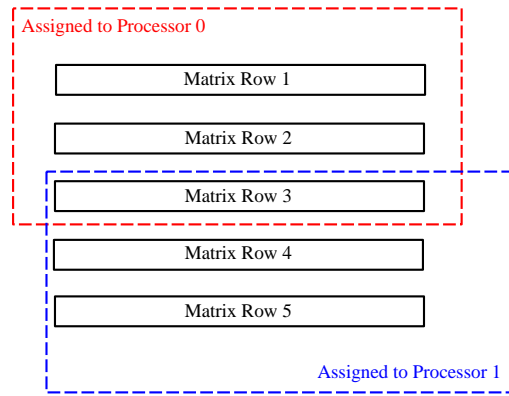 Assigned to Processor 0
Matrix Row 1
Matrix Row 2
Matrix Row 3
Matrix Row 4
Matrix Row 5
Assigned to Processor 1